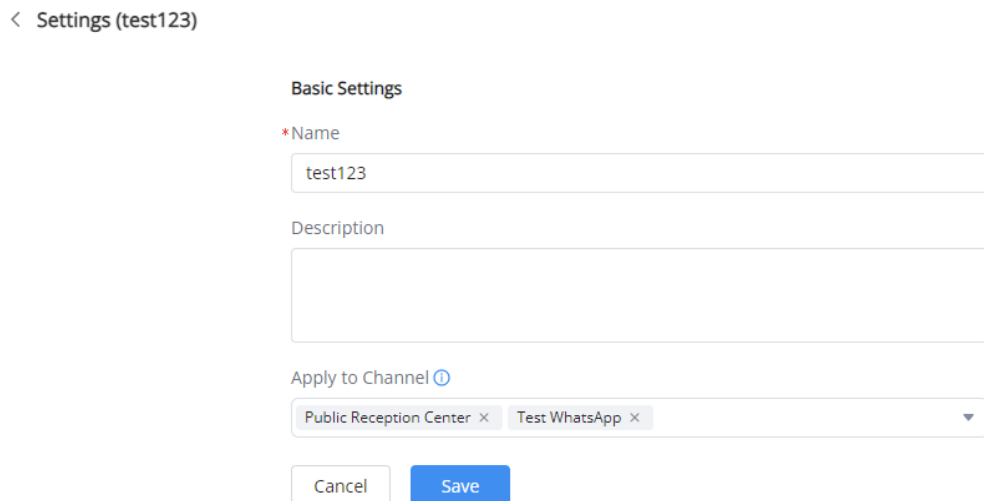 Settings (test123)
Basic Settings
*Name
test123
Description
Apply to Channel
Public Reception Center × Test WhatsApp ×
Cancel Save